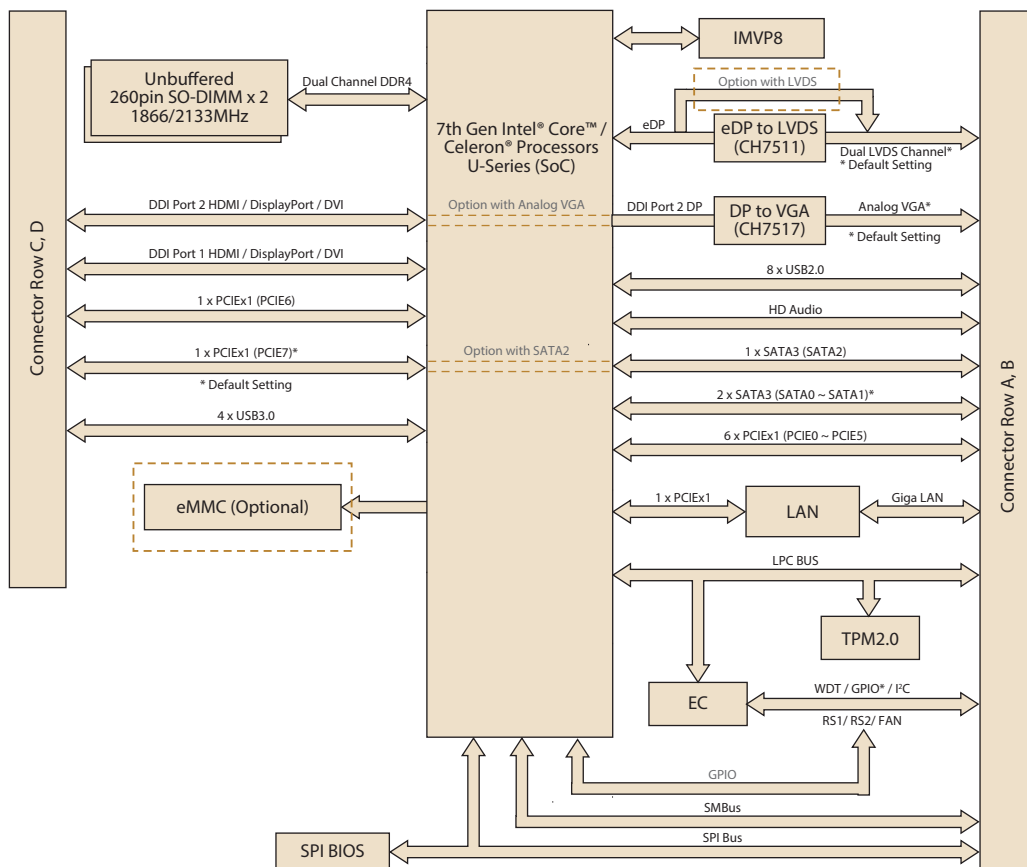 IMVP8
Unbuffered
260pin SO-DIMM x 2
1866/2133MHz
Dual Channel DDR4
7th Gen Intel® Core™ /
Celeron® Processors
U-Series (SoC)
Option with LVDS
eDP
eDP to LVDS
(CH7511)
Dual LVDS Channel*
* Default Setting
Connector Row C, D
DDI Port 2 HDMI / DisplayPort / DVI
Option with Analog VGA
DDI Port 2 DP
DP to VGA
(CH7517)
Analog VGA*
* Default Setting
DDI Port 1 HDMI / DisplayPort / DVI
8 x USB2.0
1 x PCIEx1 (PCIE6)
HD Audio
1 x PCIEx1 (PCIE7)*
* Default Setting
Option with SATA2
1 x SATA3 (SATA2)
Connector Row A, B
2 x SATA3 (SATA0 ~ SATA1)*
4 x USB3.0
6 x PCIEx1 (PCIE0 ~ PCIE5)
eMMC (Optional)
1 x PCIEx1
LAN
Giga LAN
LPC BUS
TPM2.0
EC
WDT / GPIO* / I²C
RS1/ RS2/ FAN
GPIO
SMBus
SPI Bus
SPI BIOS